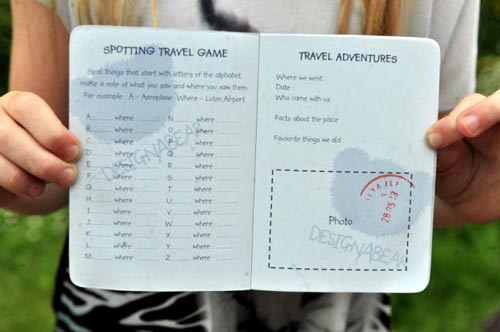 SPOTTING TRAVEL GAME
Spot things that start with letters of the alphabet,
make a note of what you saw and where you saw them.
For example : A - Aeroplane Where - Luton Airport
A where
B where
C where
D where
E where
F where
G where
H where
I where
J where
K where
L where
M where
N where
O where
P where
Q where
R where
S where
T where
U where
V where
W where
X where
Y where
Z where
DESIGNABEAR
TRAVEL ADVENTURES
Where we went
Date
Who came with us
Facts about the place
Favourite things we did
Photo
DESIGNABEAR